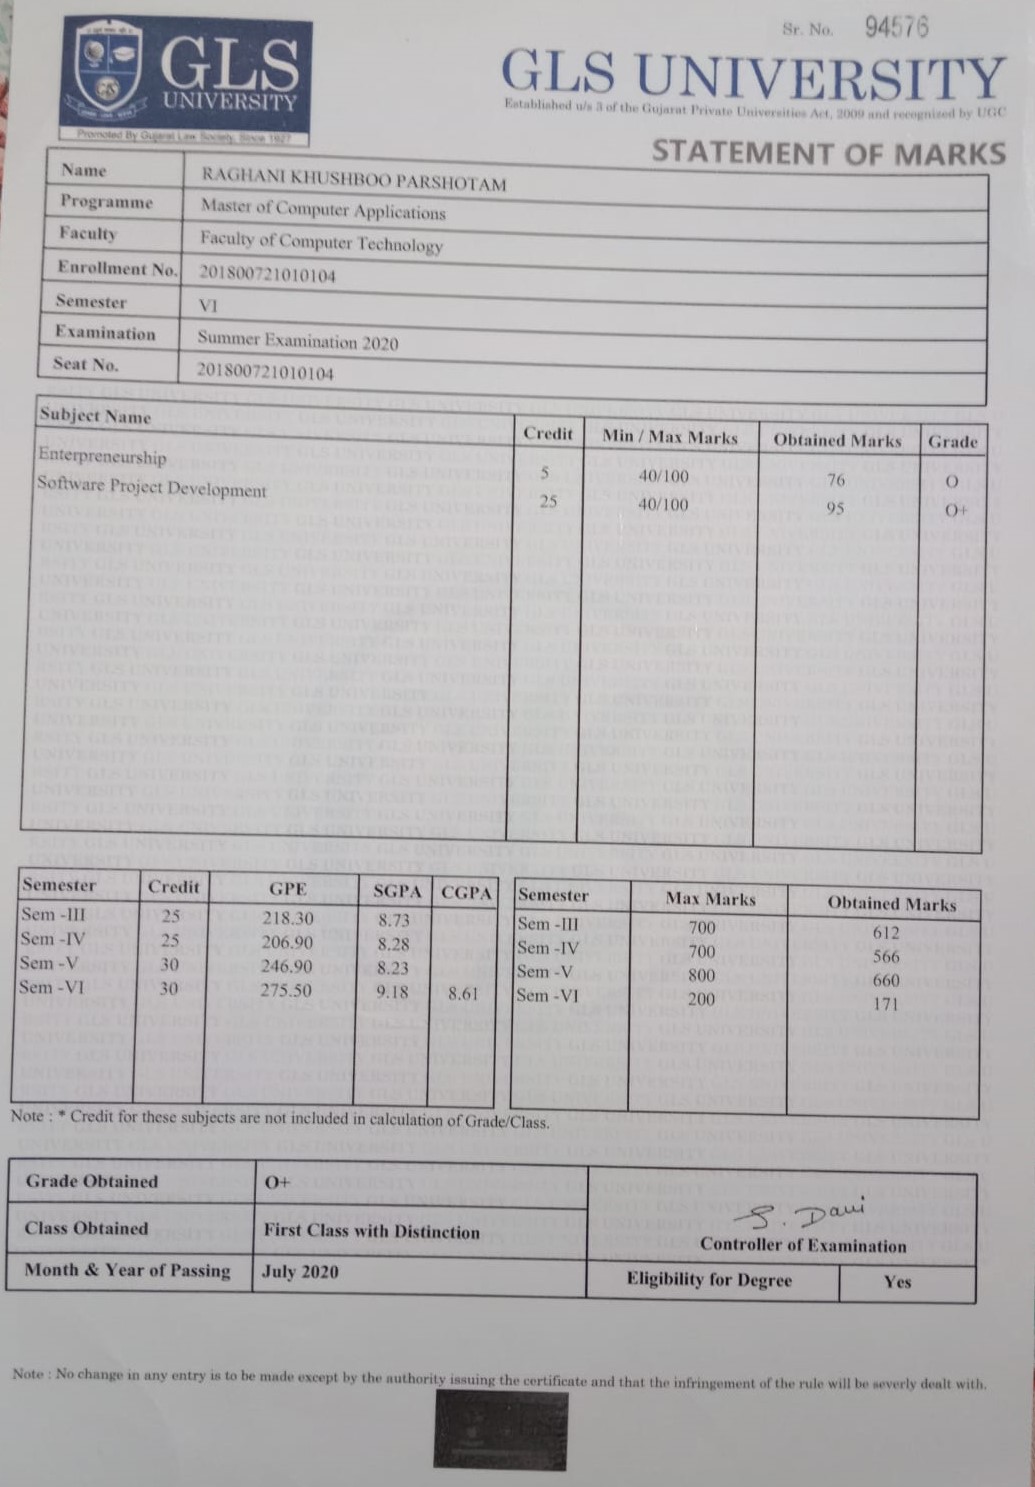 Sr. No. 94576
GLS
UNIVERSITY
Promoted By Gujarat Law Society, Since 1927
GLS UNIVERSITY
Established u/s 3 of the Gujarat Private Universities Act, 2009 and recognized by UGC
STATEMENT OF MARKS
Name RAGHANI KHUSHBOO PARSHOTAM
Programme Master of Computer Applications
Faculty Faculty of Computer Technology
Enrollment No. 201800721010104
Semester VI
Examination Summer Examination 2020
Seat No. 201800721010104
Subject Name Credit Min / Max Marks Obtained Marks Grade
Enterpreneurship 5 40/100 76 O
Software Project Development 25 40/100 95 O+
Semester Credit GPE SGPA CGPA
Sem -III 25 218.30 8.73
Sem -IV 25 206.90 8.28
Sem -V 30 246.90 8.23
Sem -VI 30 275.50 9.18 8.61
Semester Max Marks Obtained Marks
Sem -III 700 612
Sem -IV 700 566
Sem -V 800 660
Sem -VI 200 171
Note : * Credit for these subjects are not included in calculation of Grade/Class.
Grade Obtained O+
Class Obtained First Class with Distinction
Month & Year of Passing July 2020
S. Davi
Controller of Examination
Eligibility for Degree Yes
Note : No change in any entry is to be made except by the authority issuing the certificate and that the infringement of the rule will be severly dealt with.